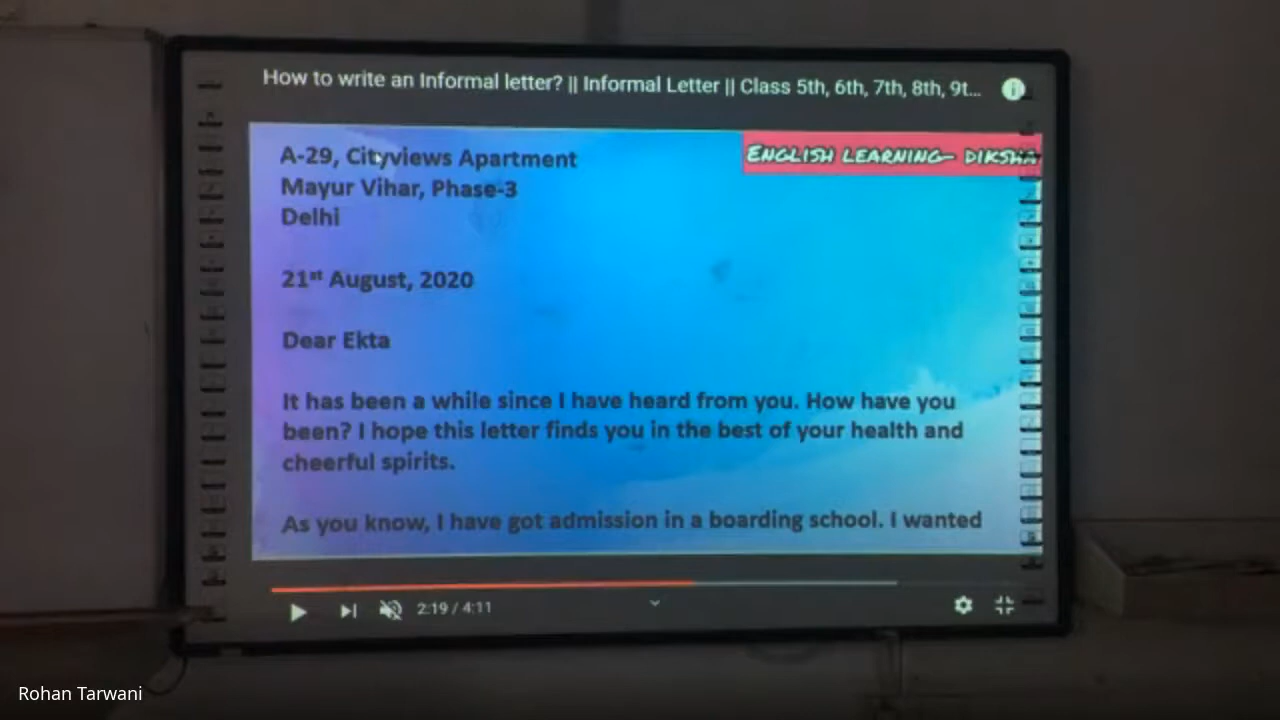 How to write an Informal letter? || Informal Letter || Class 5th, 6th, 7th, 8th, 9t...
ENGLISH LEARNING- DIKSHA
A-29, Cityviews Apartment
Mayur Vihar, Phase-3
Delhi
21st August, 2020
Dear Ekta
It has been a while since I have heard from you. How have you
been? I hope this letter finds you in the best of your health and
cheerful spirits.
As you know, I have got admission in a boarding school. I wanted
2:19 / 4:11
Rohan Tarwani